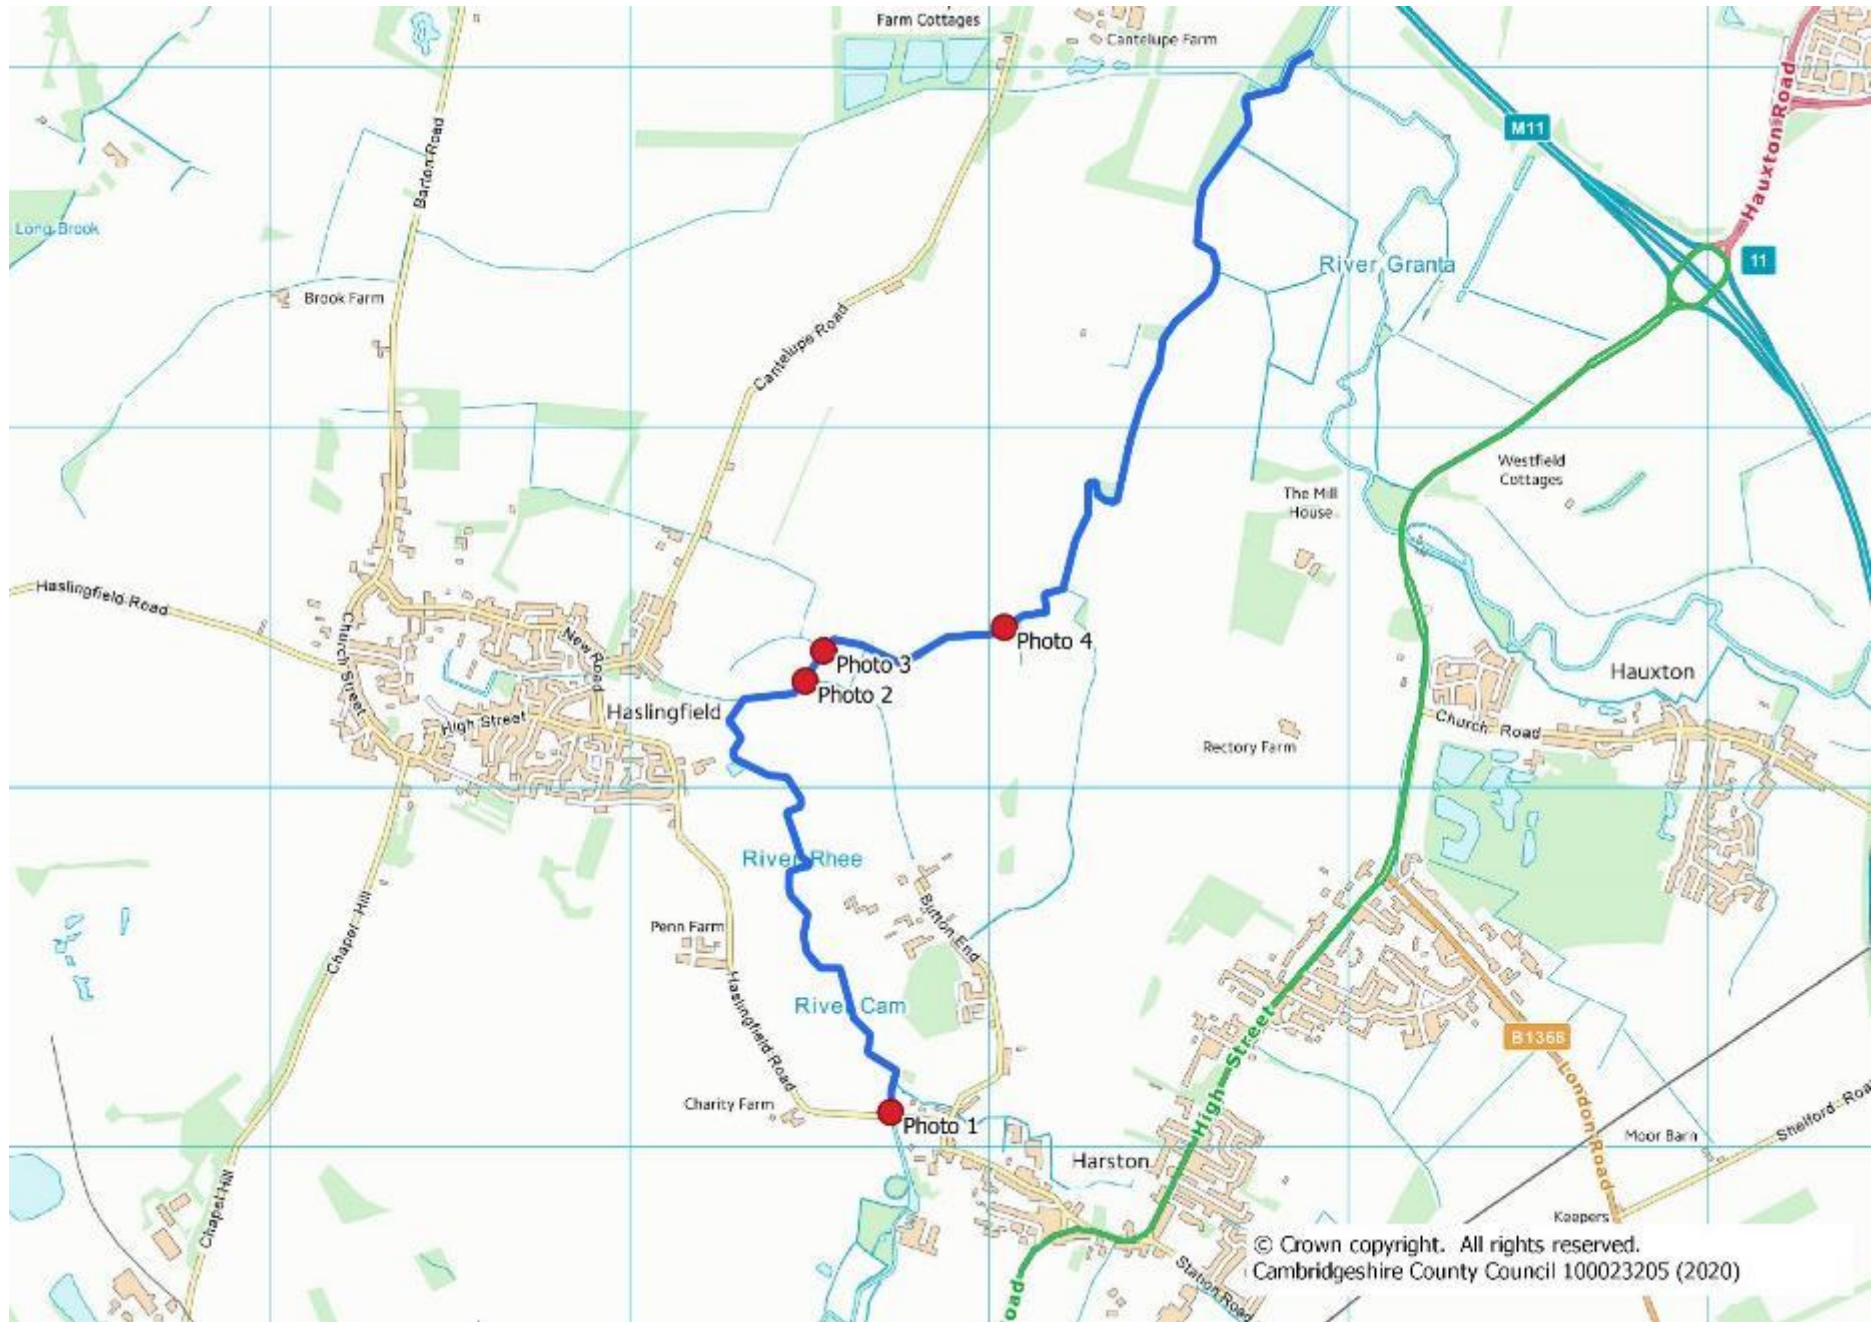 Farm Cottages
Cantelupe Farm
M11
Hauxton Road
Barton Road
Long Brook
River Granta
11
Brook Farm
Cantelupe Road
Westfield
Cottages
The Mill
House
Haslingfield Road
Church Street
New Road
Photo 4
Photo 3
Photo 2
Hauxton
High Street
Haslingfield
Church Road
Rectory Farm
River Rhee
Button End
Chapel Hill
Penn Farm
Haslingfield Road
River Cam
High Street
B1368
London Road
Charity Farm
Photo 1
Shelford Road
Moor Barn
Harston
Chapel Hill
Keepers
Station Road
oad
© Crown copyright. All rights reserved.
Cambridgeshire County Council 100023205 (2020)